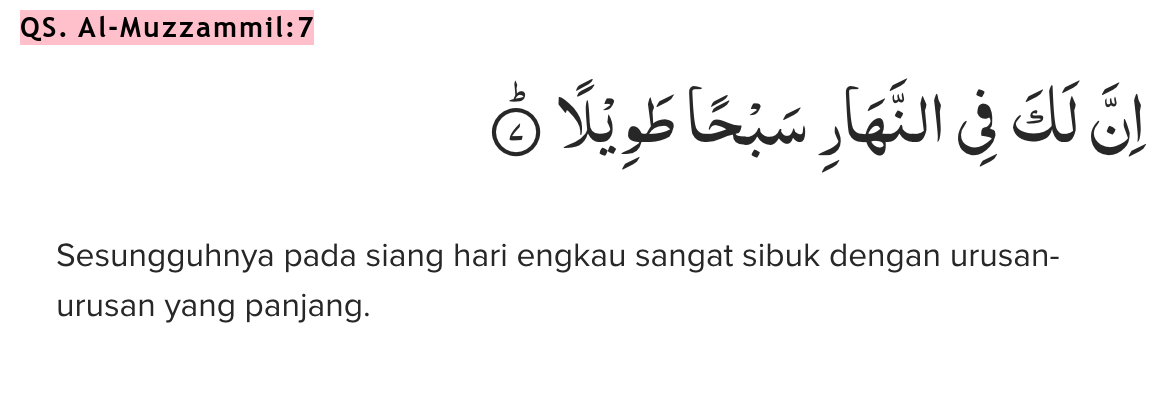 QS. Al-Muzzammil:7
اِنَّ لَكَ فِى النَّهَارِ سَبْحًا طَوِيْلًاۗ ٧
Sesungguhnya pada siang hari engkau sangat sibuk dengan urusan-
urusan yang panjang.